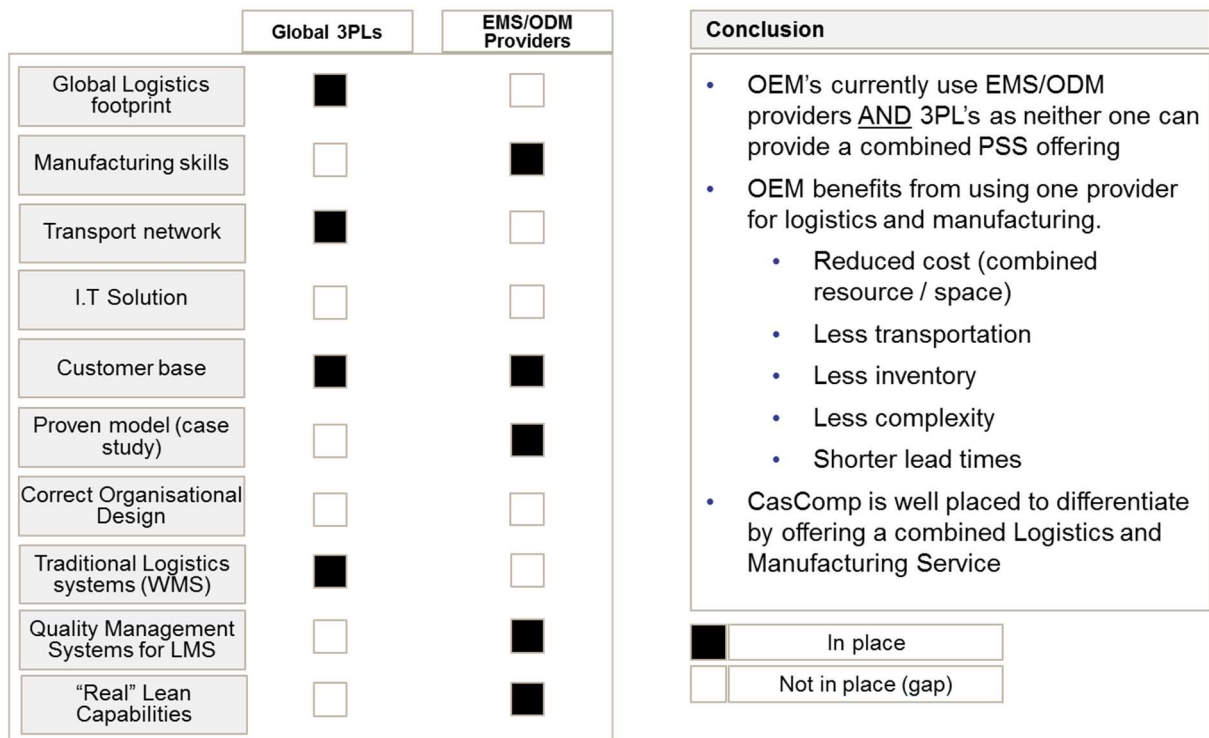 Global 3PLs
EMS/ODM
Providers
Global Logistics
footprint
Manufacturing skills
Transport network
I.T Solution
Customer base
Proven model (case
study)
Correct Organisational
Design
Traditional Logistics
systems (WMS)
Quality Management
Systems for LMS
“Real” Lean
Capabilities
Conclusion
• OEM’s currently use EMS/ODM
providers AND 3PL’s as neither one can
provide a combined PSS offering
• OEM benefits from using one provider
for logistics and manufacturing.
• Reduced cost (combined
resource / space)
• Less transportation
• Less inventory
• Less complexity
• Shorter lead times
• CasComp is well placed to differentiate
by offering a combined Logistics and
Manufacturing Service
In place
Not in place (gap)